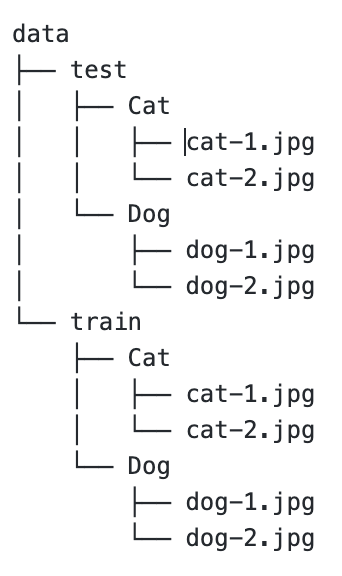 data
├── test
│   ├── Cat
│   │   ├── cat-1.jpg
│   │   └── cat-2.jpg
│   └── Dog
│       ├── dog-1.jpg
│       └── dog-2.jpg
└── train
    ├── Cat
    │   ├── cat-1.jpg
    │   └── cat-2.jpg
    └── Dog
        ├── dog-1.jpg
        └── dog-2.jpg